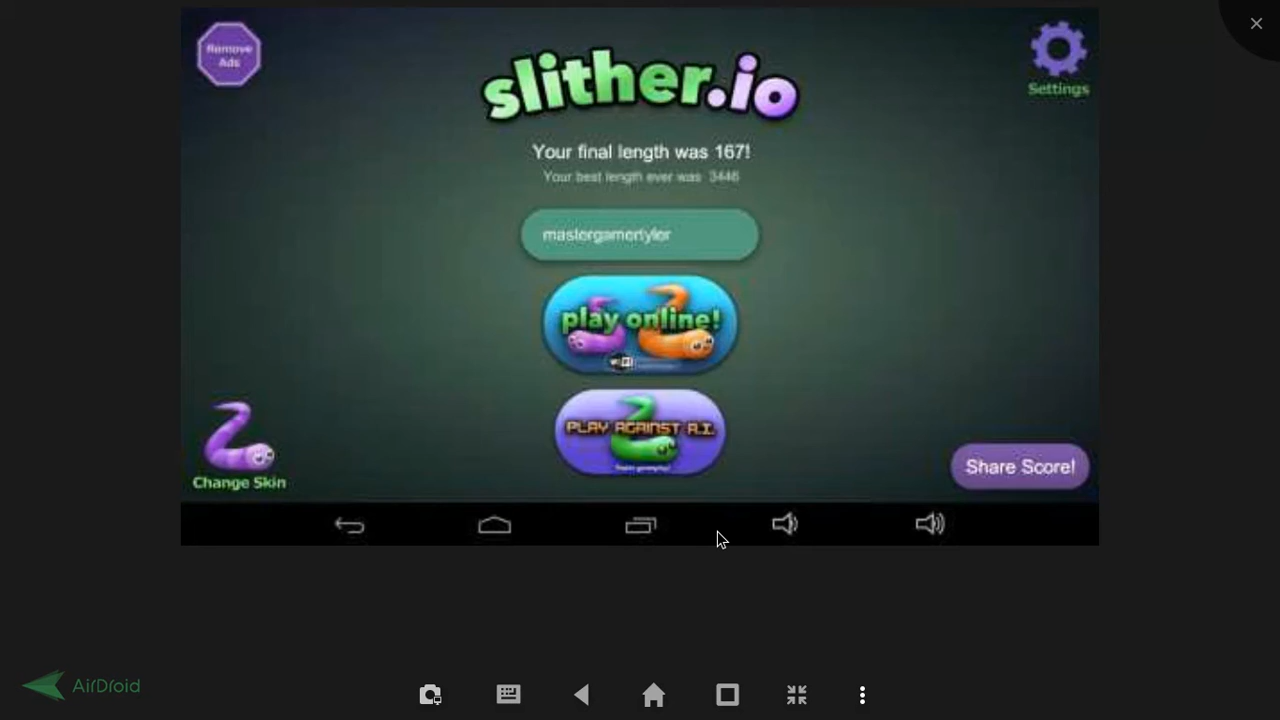 Remove
Ads
slither.io
Settings
Your final length was 167!
Your best length ever was 3446
mastergamertyler
play online!
PLAY AGAINST A.I.
Change Skin
Share Score!
AirDroid